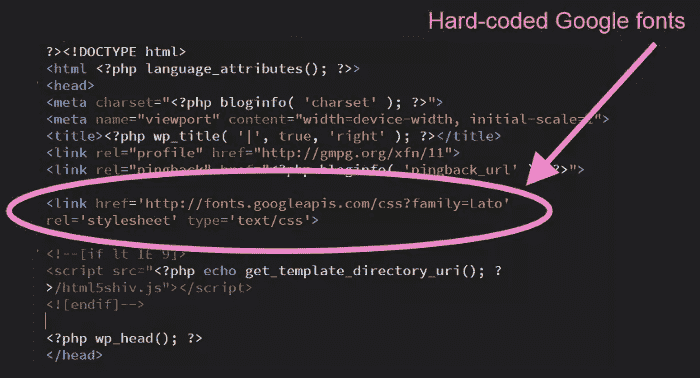 Hard-coded Google fonts
?><!DOCTYPE html>
<html <?php language_attributes(); ?>>
<head>
<meta charset="<?php bloginfo( 'charset' ); ?>">
<meta name="viewport" content="width=device-width, initial-scale=1">
<title><?php wp_title( '|', true, 'right' ); ?></title>
<link rel="profile" href="http://gmpg.org/xfn/11">
<link rel="pingback" href="<?php bloginfo( 'pingback_url' ); ?>">
<link href='http://fonts.googleapis.com/css?family=Lato'
rel='stylesheet' type='text/css'>
<!--[if lt IE 9]>
<script src="<?php echo get_template_directory_uri(); ?
>/html5shiv.js"></script>
<![endif]-->
<?php wp_head(); ?>
</head>